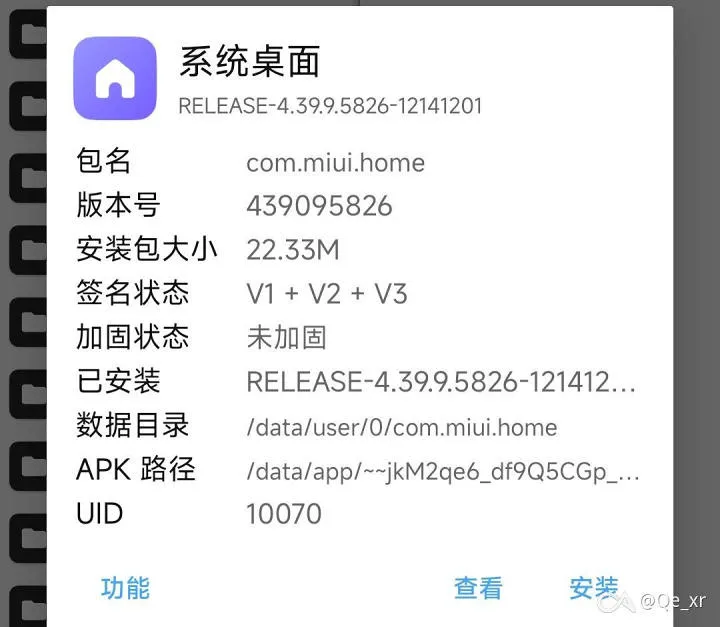 系统桌面
RELEASE-4.39.9.5826-12141201
包名 com.miui.home
版本号 439095826
安装包大小 22.33M
签名状态 V1 + V2 + V3
加固状态 未加固
已安装 RELEASE-4.39.9.5826-121412...
数据目录 /data/user/0/com.miui.home
APK 路径 /data/app/~~jkM2qe6_df9Q5CGp_...
UID 10070
功能 查看 安装
@Qe_xr